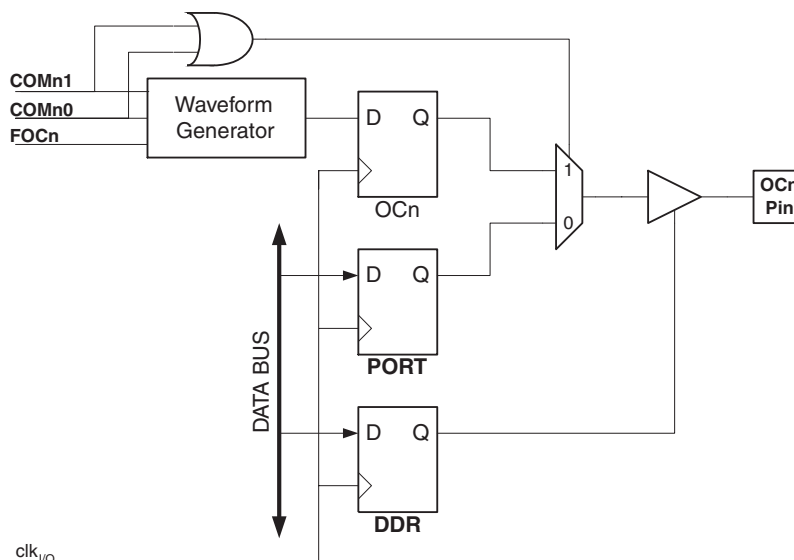 COMn1
COMn0
FOCn
Waveform
Generator
D Q
OCn
1
0
OCn
Pin
D Q
PORT
DATA BUS
D Q
DDR
clkI/O